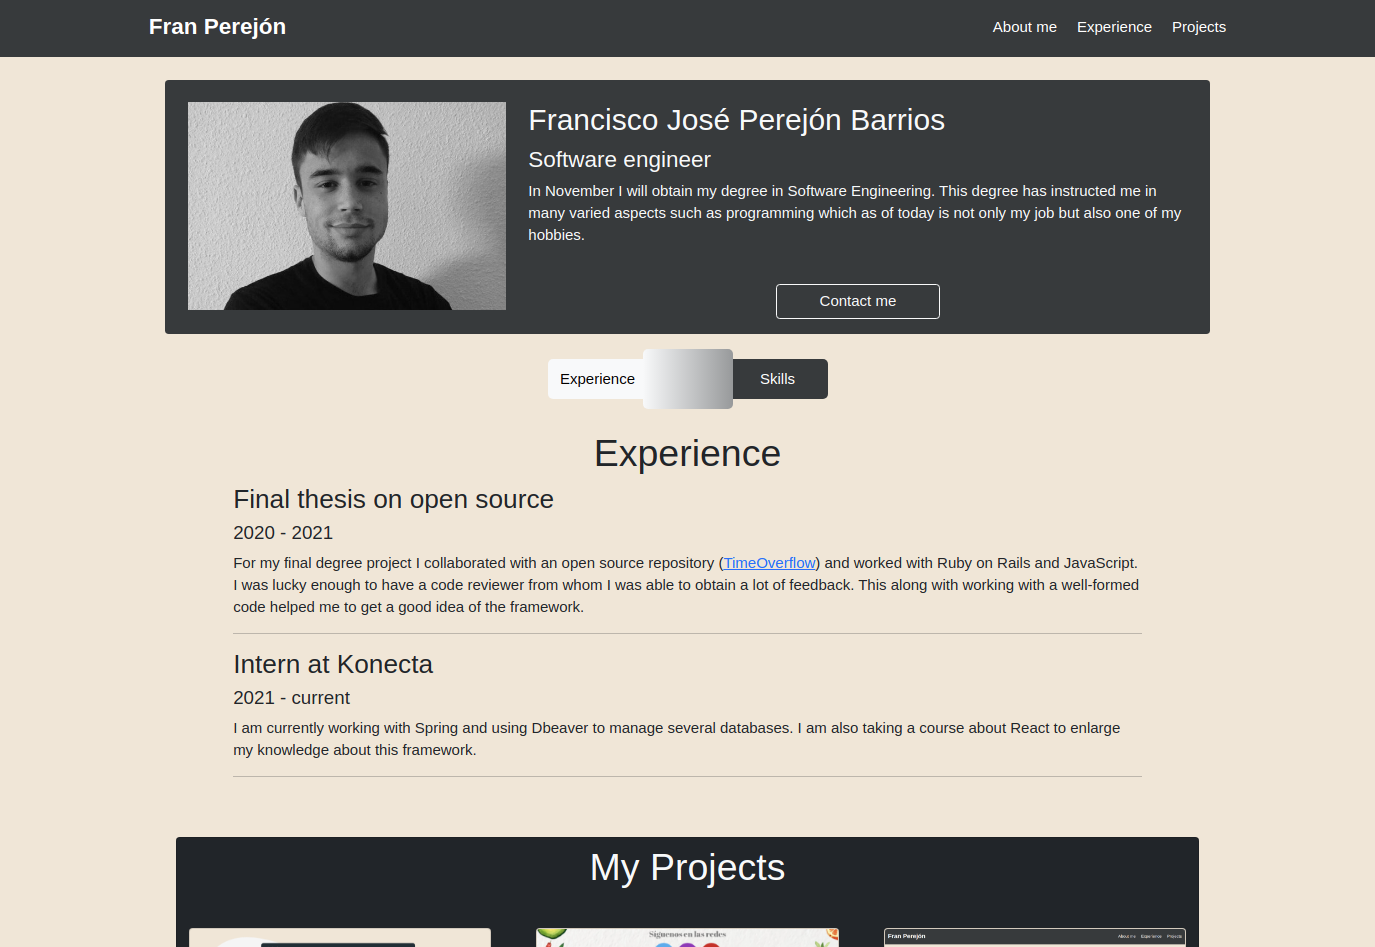 Fran Perejón
About me Experience Projects
Francisco José Perejón Barrios
Software engineer
In November I will obtain my degree in Software Engineering. This degree has instructed me in
many varied aspects such as programming which as of today is not only my job but also one of my
hobbies.
Contact me
Experience Skills
Experience
Final thesis on open source
2020 - 2021
For my final degree project I collaborated with an open source repository (TimeOverflow) and worked with Ruby on Rails and JavaScript.
I was lucky enough to have a code reviewer from whom I was able to obtain a lot of feedback. This along with working with a well-formed
code helped me to get a good idea of the framework.
Intern at Konecta
2021 - current
I am currently working with Spring and using Dbeaver to manage several databases. I am also taking a course about React to enlarge
my knowledge about this framework.
My Projects
Síguenos en las redes
Fran Perejón
About me Experience Projects